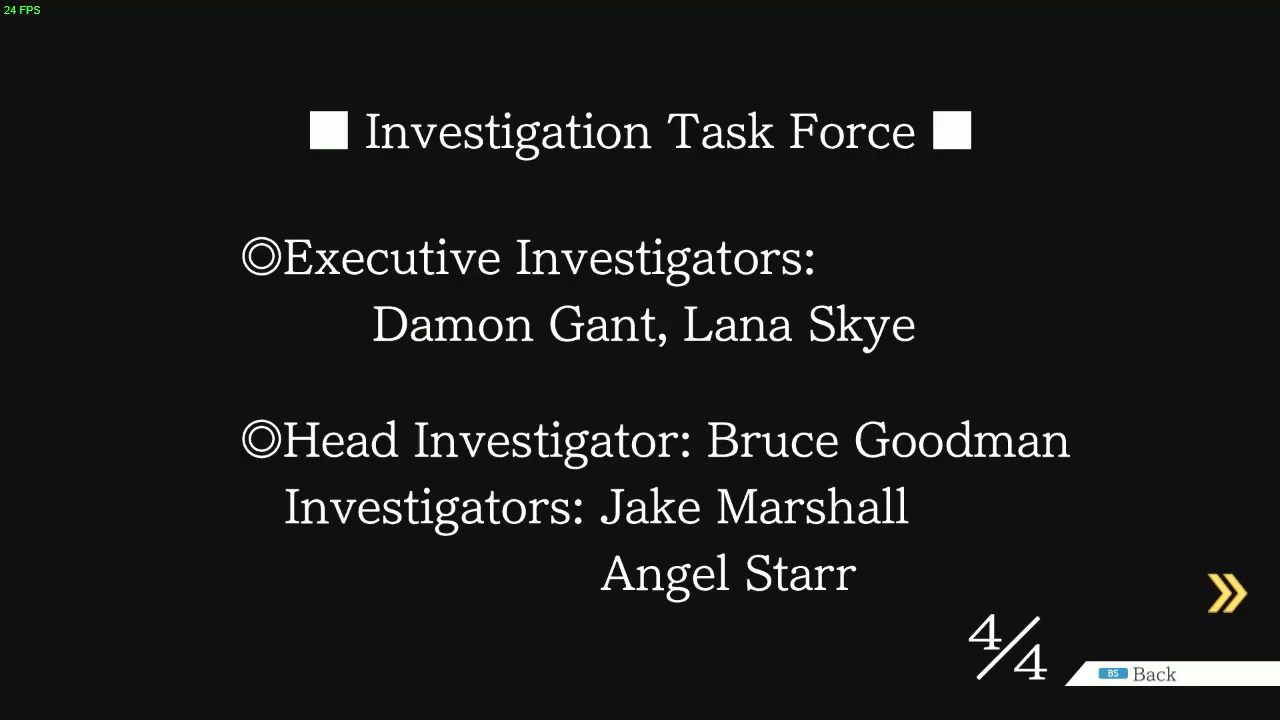 24 FPS
■ Investigation Task Force ■
◎Executive Investigators:
Damon Gant, Lana Skye
◎Head Investigator: Bruce Goodman
Investigators: Jake Marshall
Angel Starr
4/4
BS Back